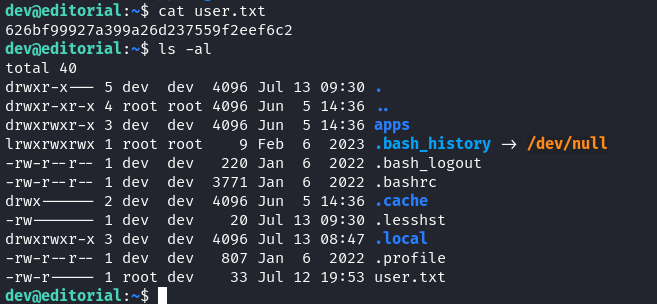 dev@editorial:~$ cat user.txt
626bf99927a399a26d237559f2eef6c2
dev@editorial:~$ ls -al
total 40
drwxr-x--- 5 dev  dev  4096 Jul 13 09:30 .
drwxr-xr-x 4 root root 4096 Jun  5 14:36 ..
drwxrwxr-x 3 dev  dev  4096 Jun  5 14:36 apps
lrwxrwxrwx 1 root root    9 Feb  6  2023 .bash_history -> /dev/null
-rw-r--r-- 1 dev  dev   220 Jan  6  2022 .bash_logout
-rw-r--r-- 1 dev  dev  3771 Jan  6  2022 .bashrc
drwx------ 2 dev  dev  4096 Jun  5 14:36 .cache
-rw------- 1 dev  dev    20 Jul 13 09:30 .lesshst
drwxrwxr-x 3 dev  dev  4096 Jul 13 08:47 .local
-rw-r--r-- 1 dev  dev   807 Jan  6  2022 .profile
-rw-r----- 1 root dev    33 Jul 12 19:53 user.txt
dev@editorial:~$